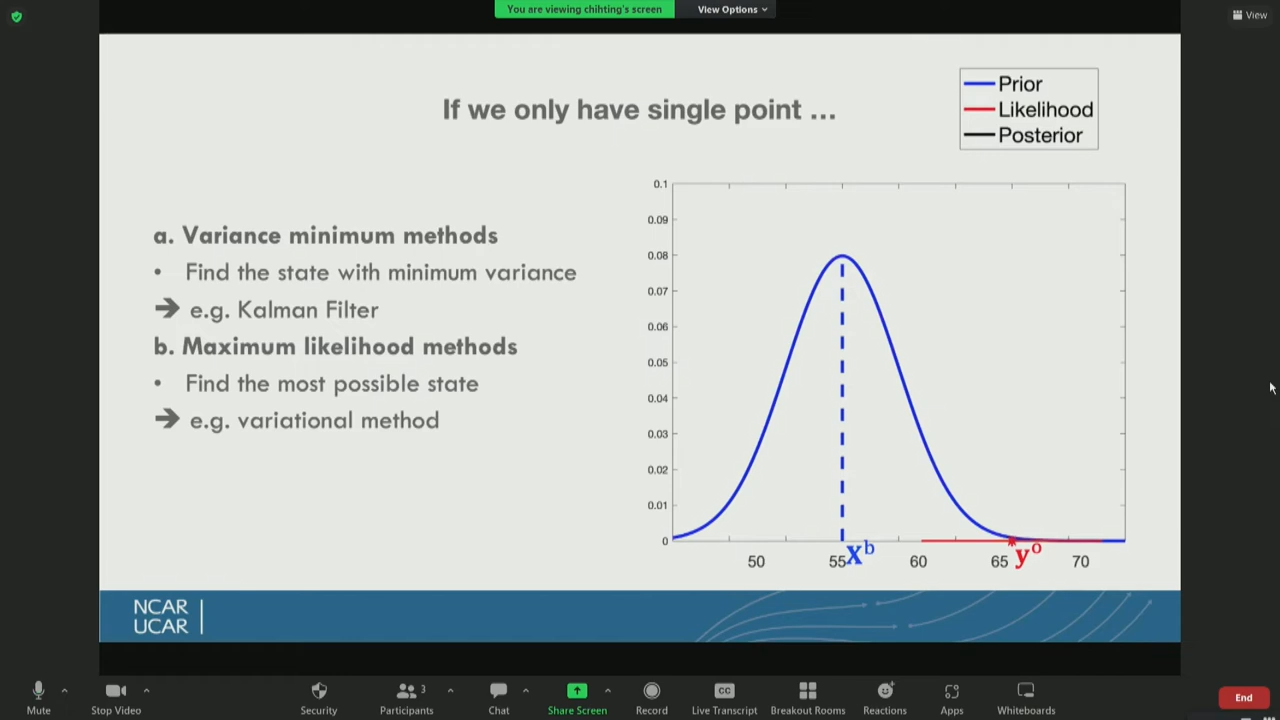 You are viewing chihting's screen
View Options
View
If we only have single point ...
Prior
Likelihood
Posterior
a. Variance minimum methods
• Find the state with minimum variance
➔ e.g. Kalman Filter
b. Maximum likelihood methods
• Find the most possible state
➔ e.g. variational method
0.1
0.09
0.08
0.07
0.06
0.05
0.04
0.03
0.02
0.01
0
50 55 60 65 70
xᵇ
yᵒ
NCAR
UCAR
Mute
Stop Video
Security
3
Participants
Chat
Share Screen
Record
CC
Live Transcript
Breakout Rooms
Reactions
Apps
Whiteboards
End